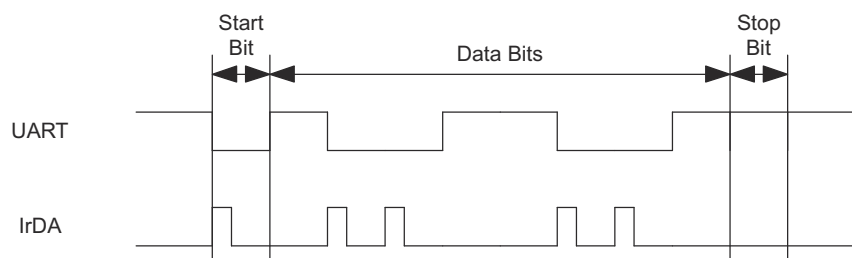 Start
Bit
Data Bits
Stop
Bit
UART
IrDA